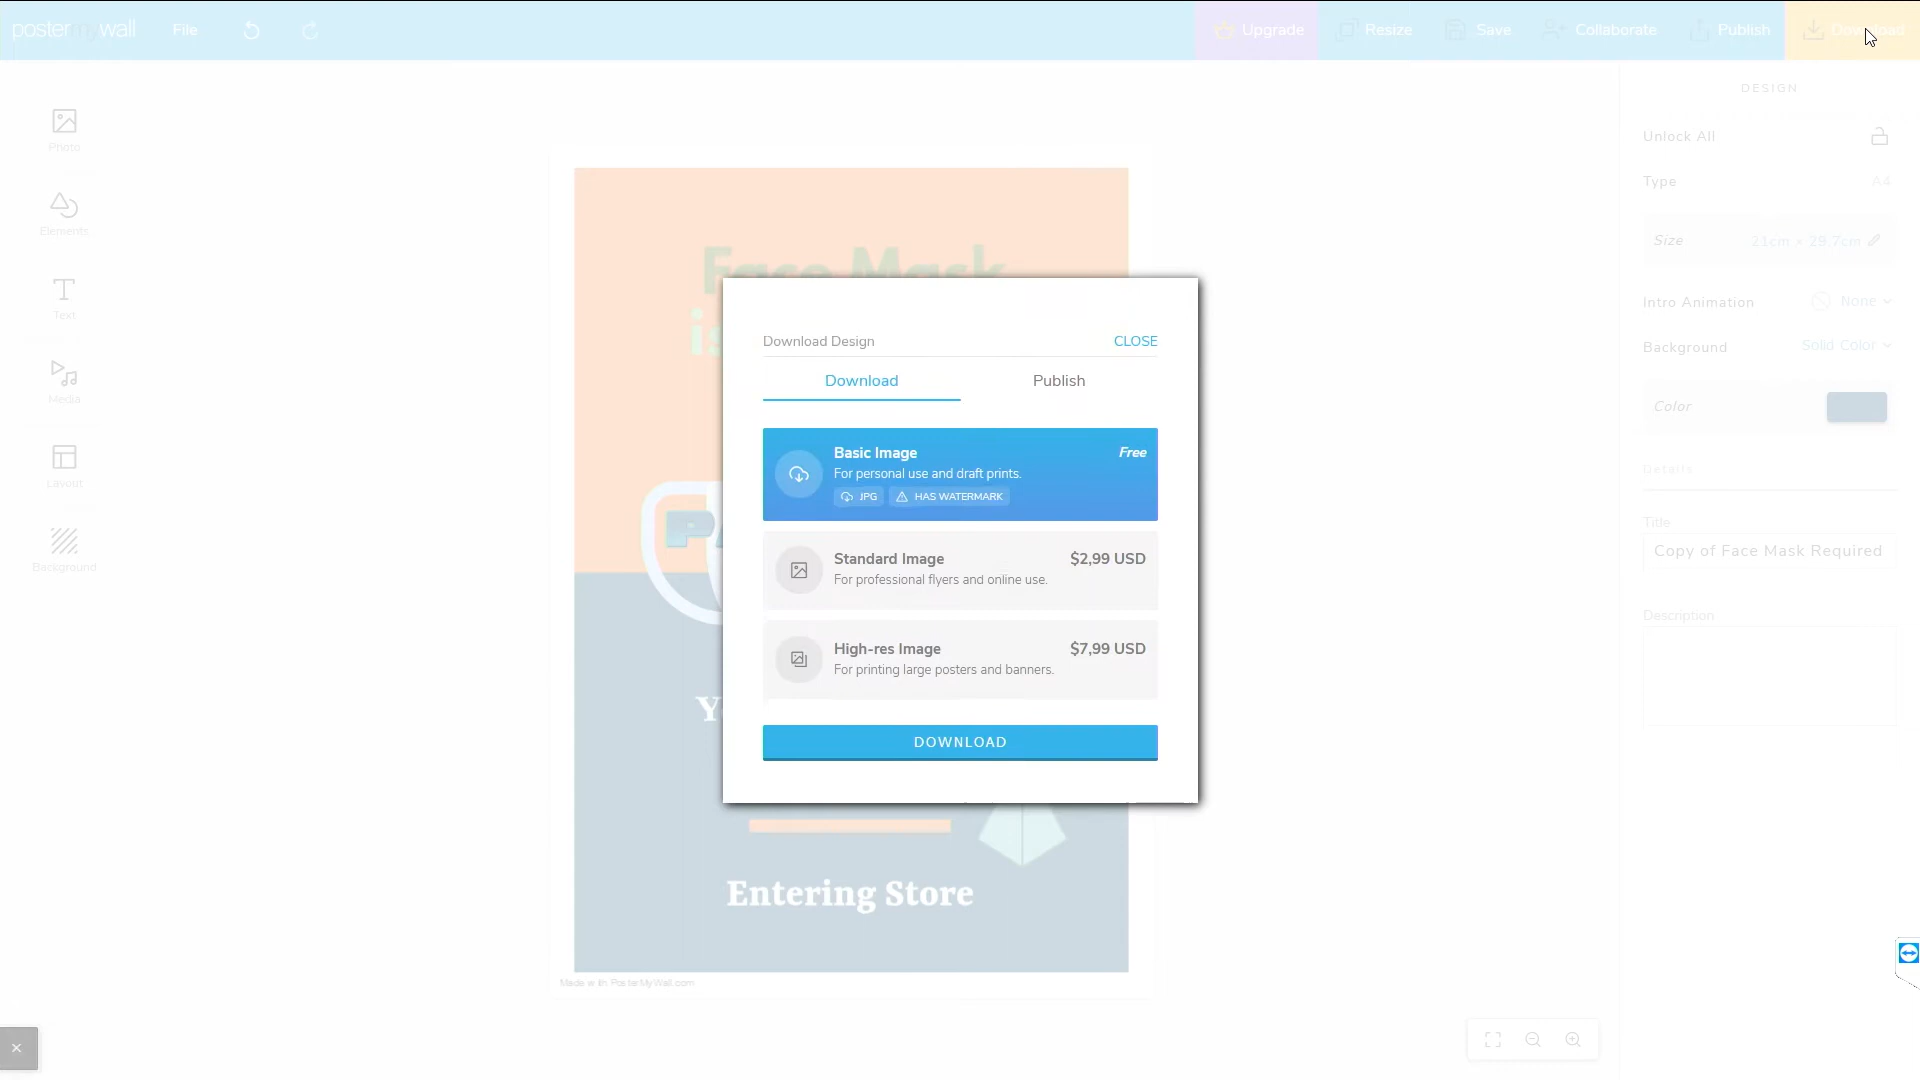 postermywall
File
Upgrade
Resize
Save
Collaborate
Publish
Download
DESIGN
Photo
Unlock All
Type
A4
Elements
Size
21cm × 29.7cm
Face Mask
is
Text
Intro Animation
None
Background
Solid Color
Download Design
CLOSE
Download
Publish
Media
Color
Basic Image
Free
For personal use and draft prints.
JPG
HAS WATERMARK
Layout
Details
Title
Copy of Face Mask Required
Background
Standard Image
$2,99 USD
For professional flyers and online use.
Description
High-res Image
$7,99 USD
For printing large posters and banners.
DOWNLOAD
Entering Store
Made with PosterMyWall.com